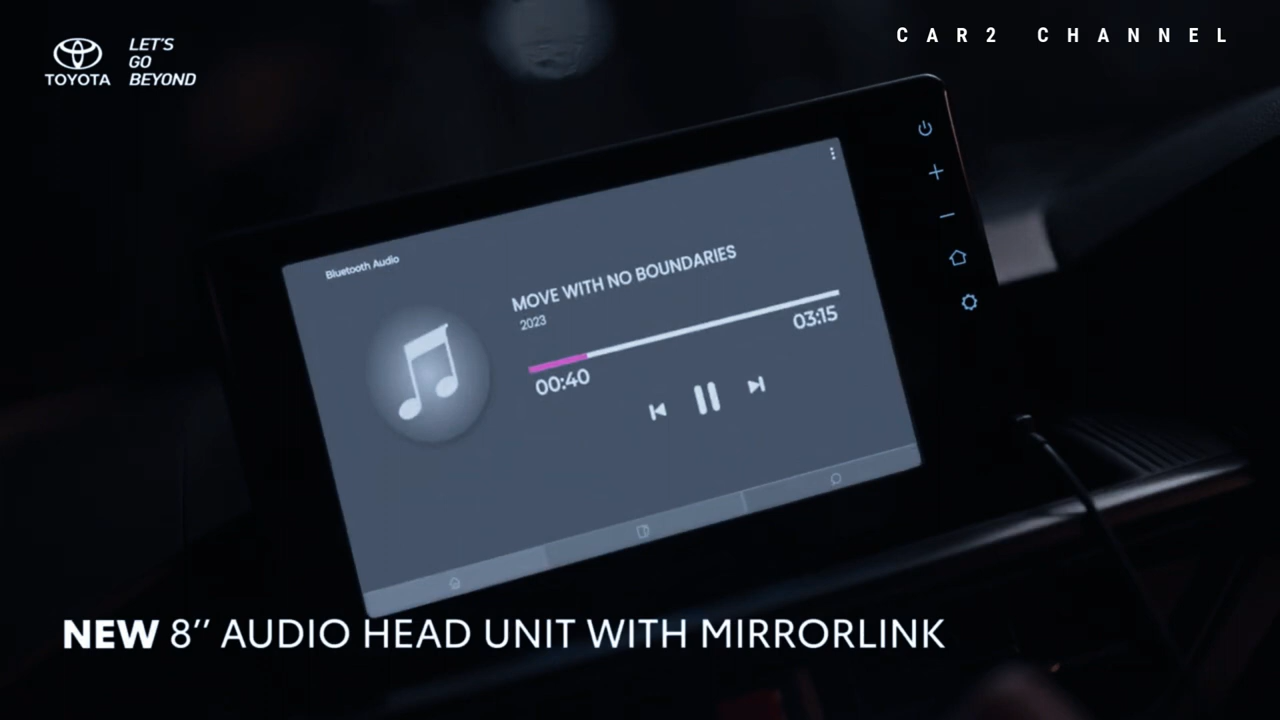 TOYOTA
LET'S
GO
BEYOND
CAR2 CHANNEL
Bluetooth Audio
MOVE WITH NO BOUNDARIES
2023
00:40
03:15
NEW 8’’ AUDIO HEAD UNIT WITH MIRRORLINK